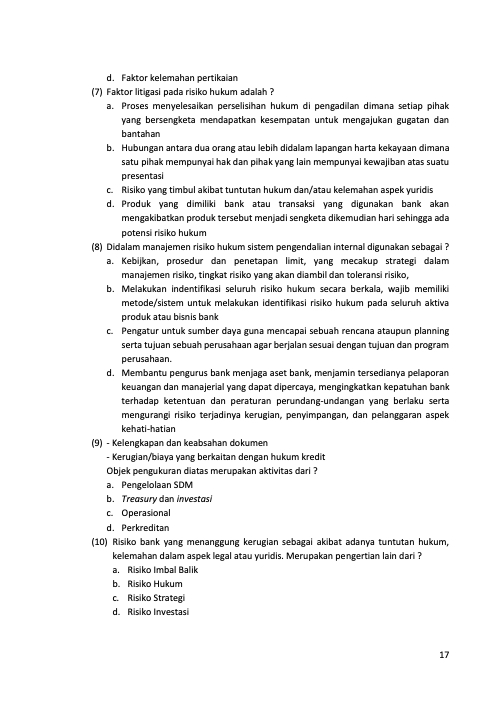 d. Faktor kelemahan pertikaian
(7) Faktor litigasi pada risiko hukum adalah ?
a. Proses menyelesaikan perselisihan hukum di pengadilan dimana setiap pihak
yang bersengketa mendapatkan kesempatan untuk mengajukan gugatan dan
bantahan
b. Hubungan antara dua orang atau lebih didalam lapangan harta kekayaan dimana
satu pihak mempunyai hak dan pihak yang lain mempunyai kewajiban atas suatu
presentasi
c. Risiko yang timbul akibat tuntutan hukum dan/atau kelemahan aspek yuridis
d. Produk yang dimiliki bank atau transaksi yang digunakan bank akan
mengakibatkan produk tersebut menjadi sengketa dikemudian hari sehingga ada
potensi risiko hukum
(8) Didalam manajemen risiko hukum sistem pengendalian internal digunakan sebagai ?
a. Kebijkan, prosedur dan penetapan limit, yang mecakup strategi dalam
manajemen risiko, tingkat risiko yang akan diambil dan toleransi risiko,
b. Melakukan indentifikasi seluruh risiko hukum secara berkala, wajib memiliki
metode/sistem untuk melakukan identifikasi risiko hukum pada seluruh aktiva
produk atau bisnis bank
c. Pengatur untuk sumber daya guna mencapai sebuah rencana ataupun planning
serta tujuan sebuah perusahaan agar berjalan sesuai dengan tujuan dan program
perusahaan.
d. Membantu pengurus bank menjaga aset bank, menjamin tersedianya pelaporan
keuangan dan manajerial yang dapat dipercaya, mengingkatkan kepatuhan bank
terhadap ketentuan dan peraturan perundang-undangan yang berlaku serta
mengurangi risiko terjadinya kerugian, penyimpangan, dan pelanggaran aspek
kehati-hatian
(9) - Kelengkapan dan keabsahan dokumen
- Kerugian/biaya yang berkaitan dengan hukum kredit
Objek pengukuran diatas merupakan aktivitas dari ?
a. Pengelolaan SDM
b. Treasury dan investasi
c. Operasional
d. Perkreditan
(10) Risiko bank yang menanggung kerugian sebagai akibat adanya tuntutan hukum,
kelemahan dalam aspek legal atau yuridis. Merupakan pengertian lain dari ?
a. Risiko Imbal Balik
b. Risiko Hukum
c. Risiko Strategi
d. Risiko Investasi
17